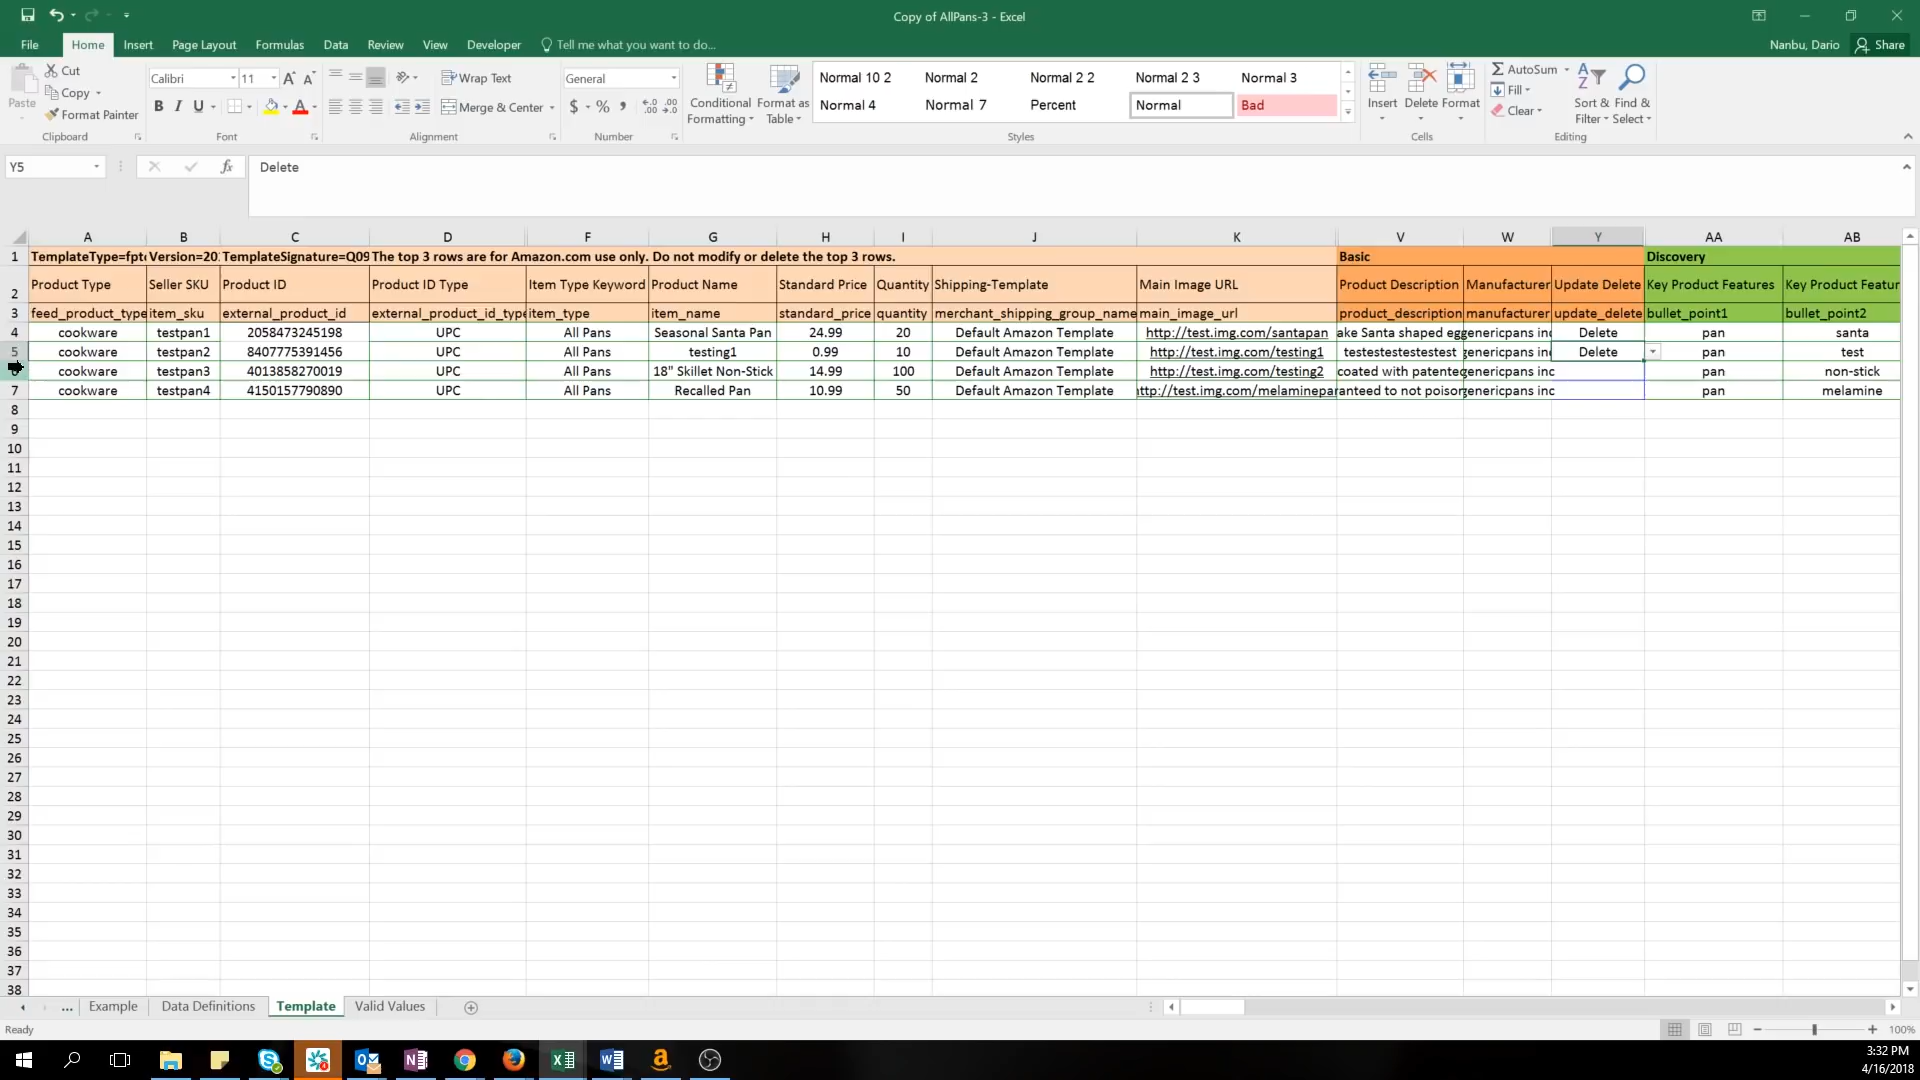 Copy of AllPans-3 - Excel
File Home Insert Page Layout Formulas Data Review View Developer Tell me what you want to do... Nanbu, Dario Share
Paste Cut Copy Format Painter Clipboard
Calibri 11 B I U Font
Wrap Text Merge & Center Alignment
General $ % Number
Conditional Formatting Format as Table
Normal 10 2 Normal 2 Normal 2 2 Normal 2 3 Normal 3
Normal 4 Normal 7 Percent Normal Bad
Styles
Insert Delete Format Cells
AutoSum Fill Clear Sort & Filter Find & Select Editing
Y5 fx Delete
A B C D F G H I J K V W Y AA AB
1 TemplateType=fpt Version=20 TemplateSignature=Q09 The top 3 rows are for Amazon.com use only. Do not modify or delete the top 3 rows. Basic Discovery
2 Product Type Seller SKU Product ID Product ID Type Item Type Keyword Product Name Standard Price Quantity Shipping-Template Main Image URL Product Description Manufacturer Update Delete Key Product Features Key Product Featur
3 feed_product_type item_sku external_product_id external_product_id_typ item_type item_name standard_price quantity merchant_shipping_group_name main_image_url product_description manufacturer update_delete bullet_point1 bullet_point2
4 cookware testpan1 2058473245198 UPC All Pans Seasonal Santa Pan 24.99 20 Default Amazon Template http://test.img.com/santapan ake Santa shaped egg genericpans inc Delete pan santa
5 cookware testpan2 8407775391456 UPC All Pans testing1 0.99 10 Default Amazon Template http://test.img.com/testing1 testestestestestest genericpans inc Delete pan test
6 cookware testpan3 4013858270019 UPC All Pans 18" Skillet Non-Stick 14.99 100 Default Amazon Template http://test.img.com/testing2 coated with patente genericpans inc pan non-stick
7 cookware testpan4 4150157790890 UPC All Pans Recalled Pan 10.99 50 Default Amazon Template http://test.img.com/melaminepa ranteed to not poison genericpans inc pan melamine
8
9
10
11
12
13
14
15
16
17
18
19
20
21
22
23
24
25
26
27
28
29
30
31
32
33
34
35
36
37
38
... Example Data Definitions Template Valid Values
Ready 100%
3:32 PM
4/16/2018